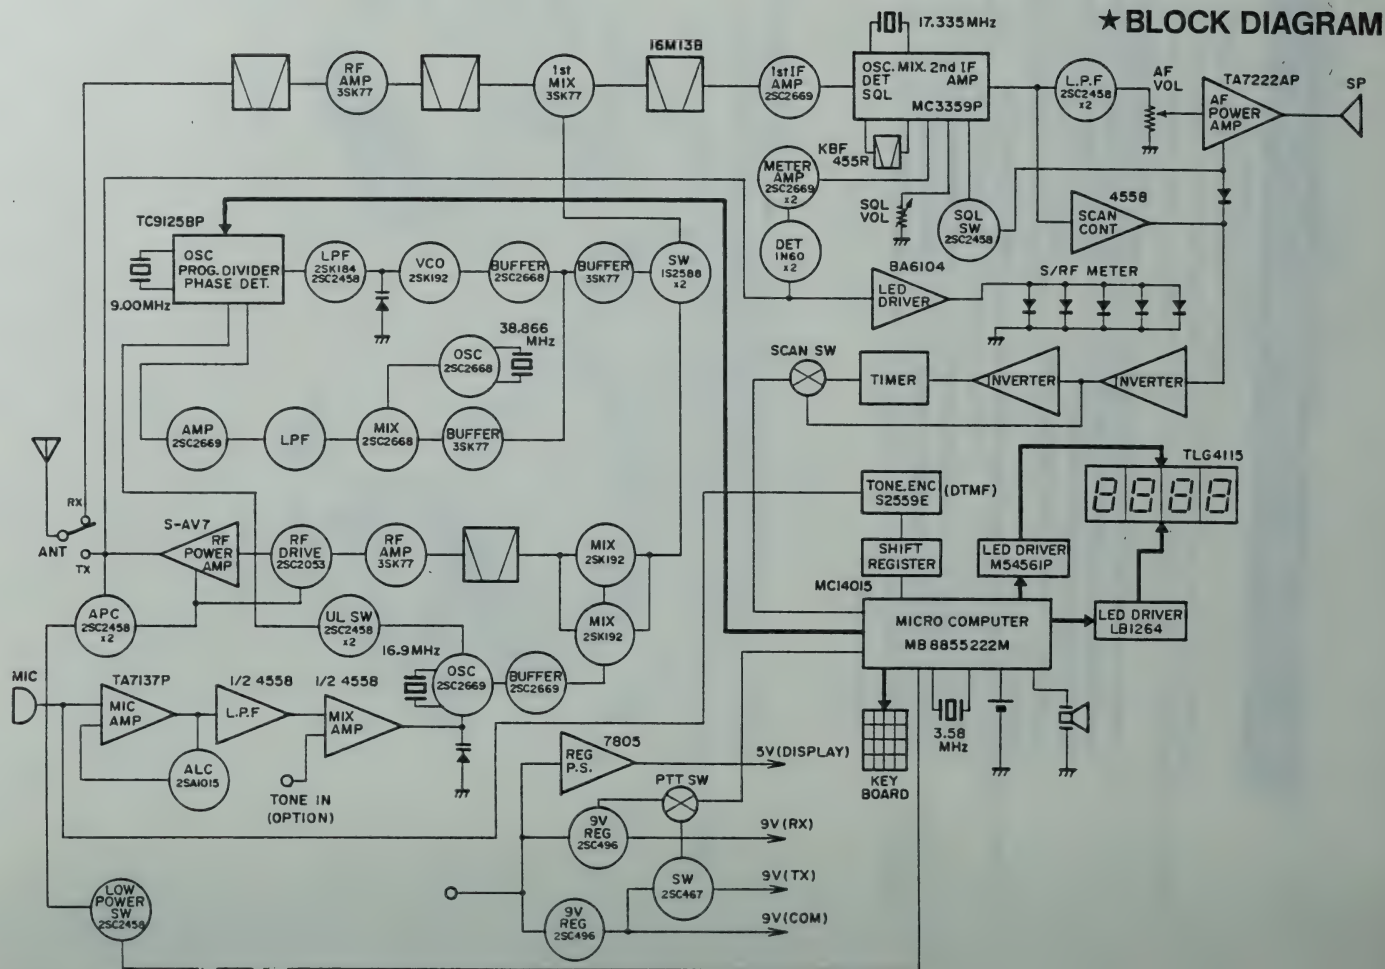 ★BLOCK DIAGRAM
17.335MHz
16M13B
RF
AMP
3SK77
1st
MIX
3SK77
1st IF
AMP
2SC2669
OSC. MIX. 2nd IF
DET AMP
SQL
MC3359P
L.P.F
2SC2458
x2
AF
VOL
TA7222AP
AF
POWER
AMP
SP
KBF
455R
METER
AMP
2SC2669
x2
SQL
VOL
SQL
SW
2SC2458
4558
SCAN
CONT
DET
1N60
x2
TC9125BP
OSC
PROG. DIVIDER
PHASE DET.
9.00MHz
LPF
2SK184
2SC2458
VCO
2SK192
BUFFER
2SC2668
BUFFER
3SK77
SW
1S2588
x2
BA6104
LED
DRIVER
S/RF METER
38.866
MHz
OSC
2SC2668
SCAN SW
TIMER
INVERTER
INVERTER
AMP
2SC2669
LPF
MIX
2SC2668
BUFFER
3SK77
TLG4115
8888
TONE.ENC
S2559E
(DTMF)
RX
ANT
TX
S-AV7
RF
POWER
AMP
RF
DRIVE
2SC2053
RF
AMP
3SK77
MIX
2SK192
SHIFT
REGISTER
LED DRIVER
M54561P
MC14015
MICRO COMPUTER
MB8855222M
LED DRIVER
LB1264
APC
2SC2458
x2
UL SW
2SC2458
x2
MIX
2SK192
16.9MHz
OSC
2SC2669
BUFFER
2SC2669
MIC
TA7137P
MIC
AMP
1/2 4558
L.P.F
1/2 4558
MIX
AMP
ALC
2SA1015
TONE IN
(OPTION)
7805
REG
P.S.
5V(DISPLAY)
PTT SW
KEY
BOARD
3.58
MHz
9V
REG
2SC496
9V(RX)
SW
2SC467
9V(TX)
9V
REG
2SC496
9V(COM)
LOW
POWER
SW
2SC2458